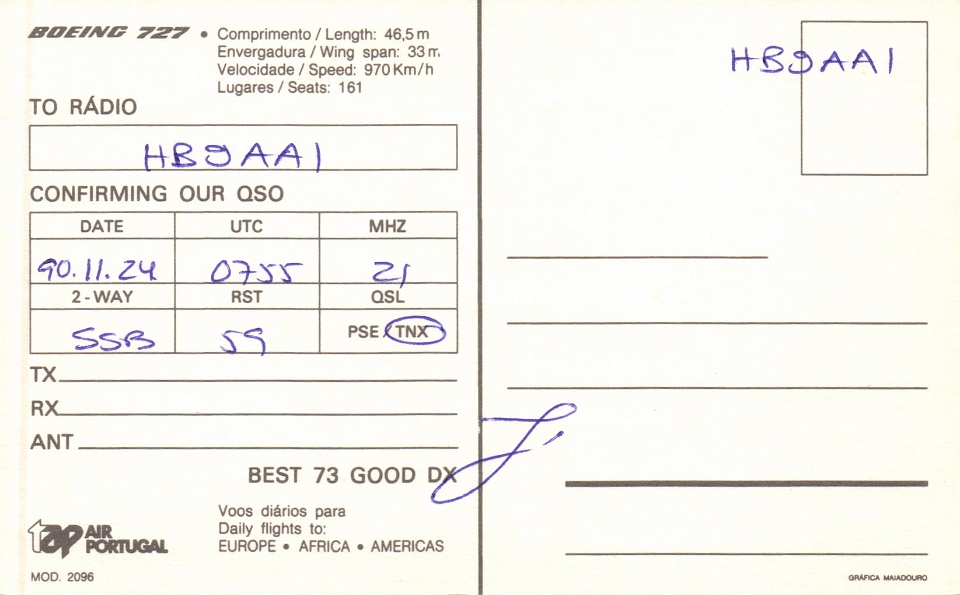 BOEING 727 • Comprimento / Length: 46,5 m
Envergadura / Wing span: 33 m.
Velocidade / Speed: 970 Km/h
Lugares / Seats: 161
TO RÁDIO
HB9AAI
CONFIRMING OUR QSO
DATE UTC MHZ
90.11.24 0755 21
2-WAY RST QSL
SSB 59 PSE/TNX
TX
RX
ANT
BEST 73 GOOD DX
tap AIR PORTUGAL
Voos diários para
Daily flights to:
EUROPE • AFRICA • AMERICAS
MOD. 2096
HB9AAI
GRÁFICA MAIADOURO